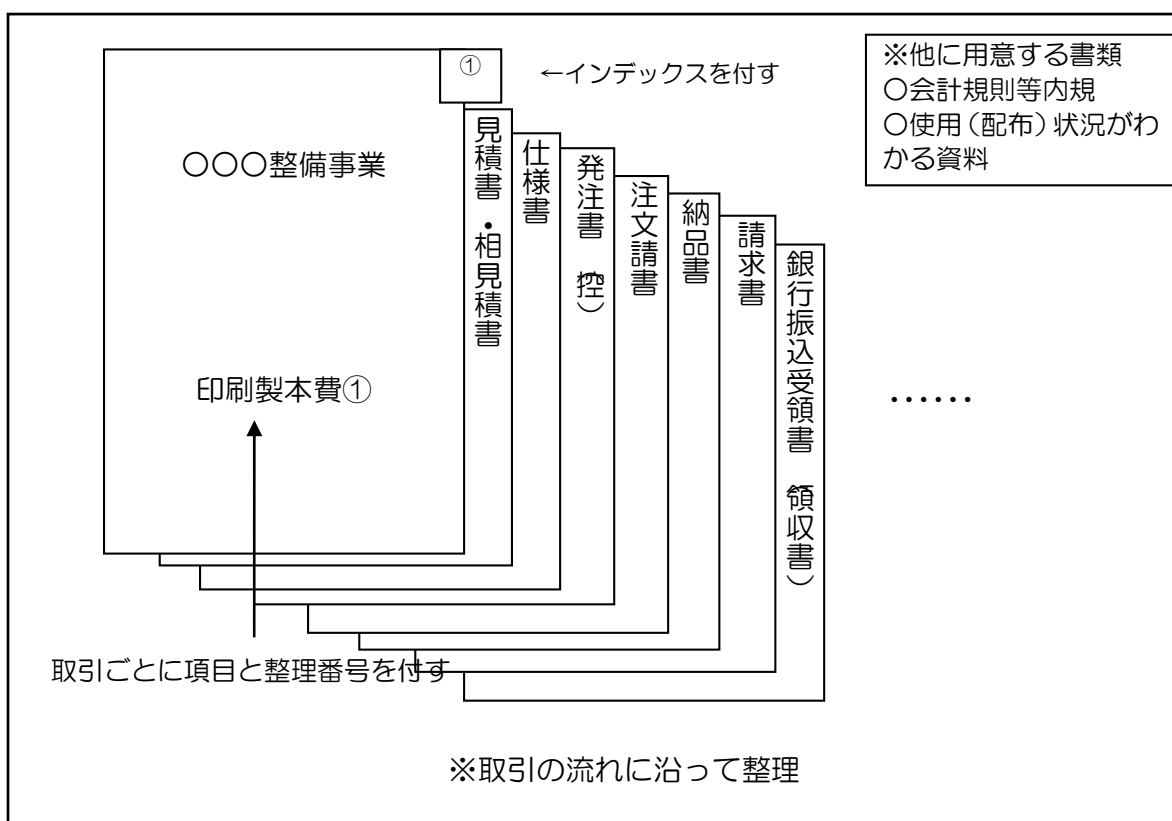 ①
←インデックスを付す
※他に用意する書類
○会計規則等内規
○使用(配布)状況がわ
かる資料
○○○整備事業
見積書・相見積書
仕様書
発注書(控)
注文請書
納品書
請求書
銀行振込受領書(領収書)
印刷製本費①
……
取引ごとに項目と整理番号を付す
※取引の流れに沿って整理